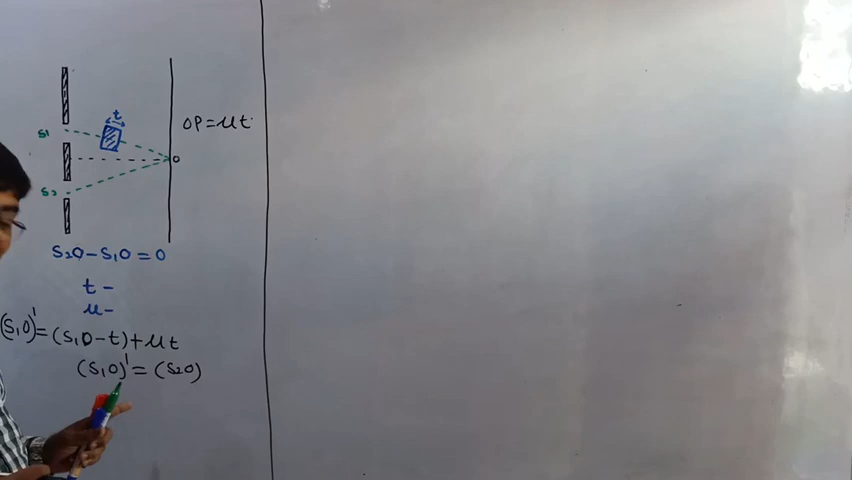 t
S1
OP = μt
O
S2
S₂O - S₁O = 0
t -
μ -
(S₁O)' = (S₁O - t) + μt
(S₁O)' = (S₂O)